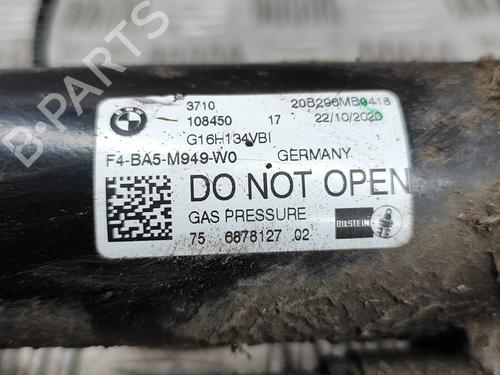 3710 20B296MB0418
108450 17 22/10/2020
G16H134VBI
F4-BA5-M949-W0 GERMANY
DO NOT OPEN
GAS PRESSURE
75 6878127 02
BILSTEIN
B-PARTS